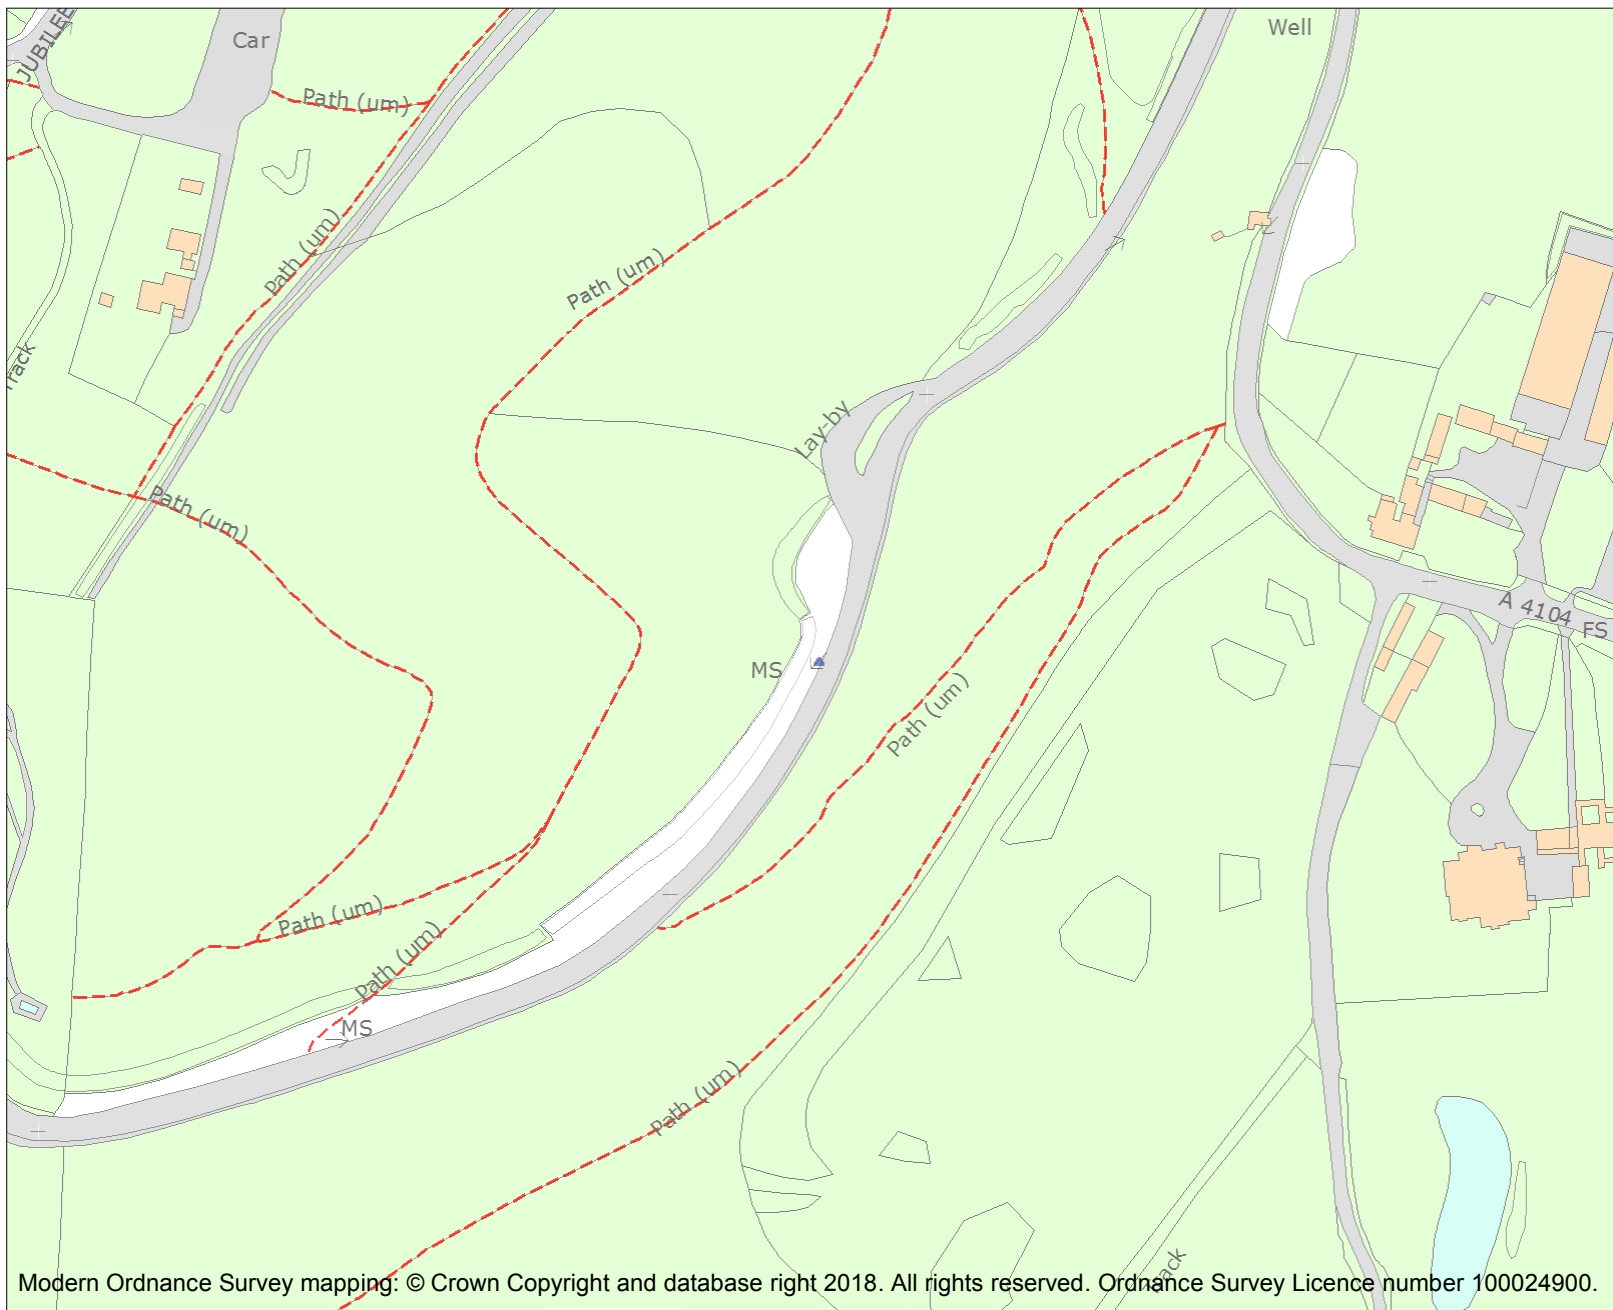 JUBILEE
Car
Well
Path (um)
Path (um)
Path (um)
Track
Lay-by
Path (um)
A 4104
FS
MS
Path (um)
Path (um)
Path (um)
MS
Path (um)
Modern Ordnance Survey mapping: © Crown Copyright and database right 2018. All rights reserved. Ordnance Survey Licence number 100024900.